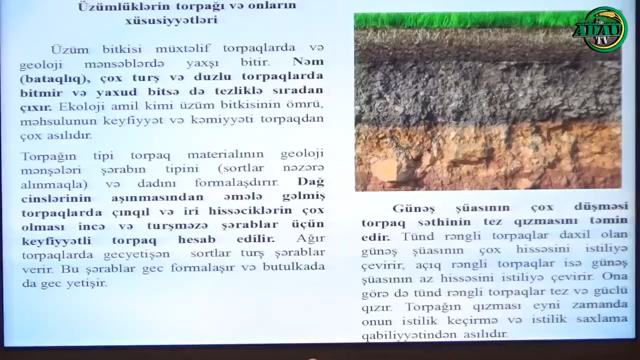 Üzümlüklərin torpağı və onların
xüsusiyyətləri
Üzüm bitkisi müxtəlif torpaqlarda və
geoloji mənsəblərdə yaxşı bitir. Nəm
(bataqlıq), çox turş və duzlu torpaqlarda
bitmir və yaxud bitsə də tezliklə sıradan
çıxır. Ekoloji amil kimi üzüm bitkisinin ömrü,
məhsulunun keyfiyyət və kəmiyyəti torpaqdan
çox asılıdır.
Torpağın tipi torpaq materialının geoloji
mənşələri şərabın tipini (sortlar nəzərə
alınmaqla) və dadını formalaşdırır. Dağ
cinslərinin aşınmasından əmələ gəlmiş
torpaqlarda çınqıl və iri hissəciklərin çox
olması incə və turşməzə şərablar üçün
keyfiyyətli torpaq hesab edilir. Ağır
torpaqlarda gecyetişən sortlar turş şərablar
verir. Bu şərablar gec formalaşır və butulkada
da gec yetişir.
ADAU
TV
Günəş şüasının çox düşməsi
torpaq səthinin tez qızmasını təmin
edir. Tünd rəngli torpaqlar daxil olan
günəş şüasının çox hissəsini istiliyə
çevirir, açıq rəngli torpaqlar isə günəş
şüasının az hissəsini istiliyə çevirir. Ona
görə də tünd rəngli torpaqlar tez və güclü
qızır. Torpağın qızması eyni zamanda
onun istilik keçirmə və istilik saxlama
qabiliyyətindən asılıdır.